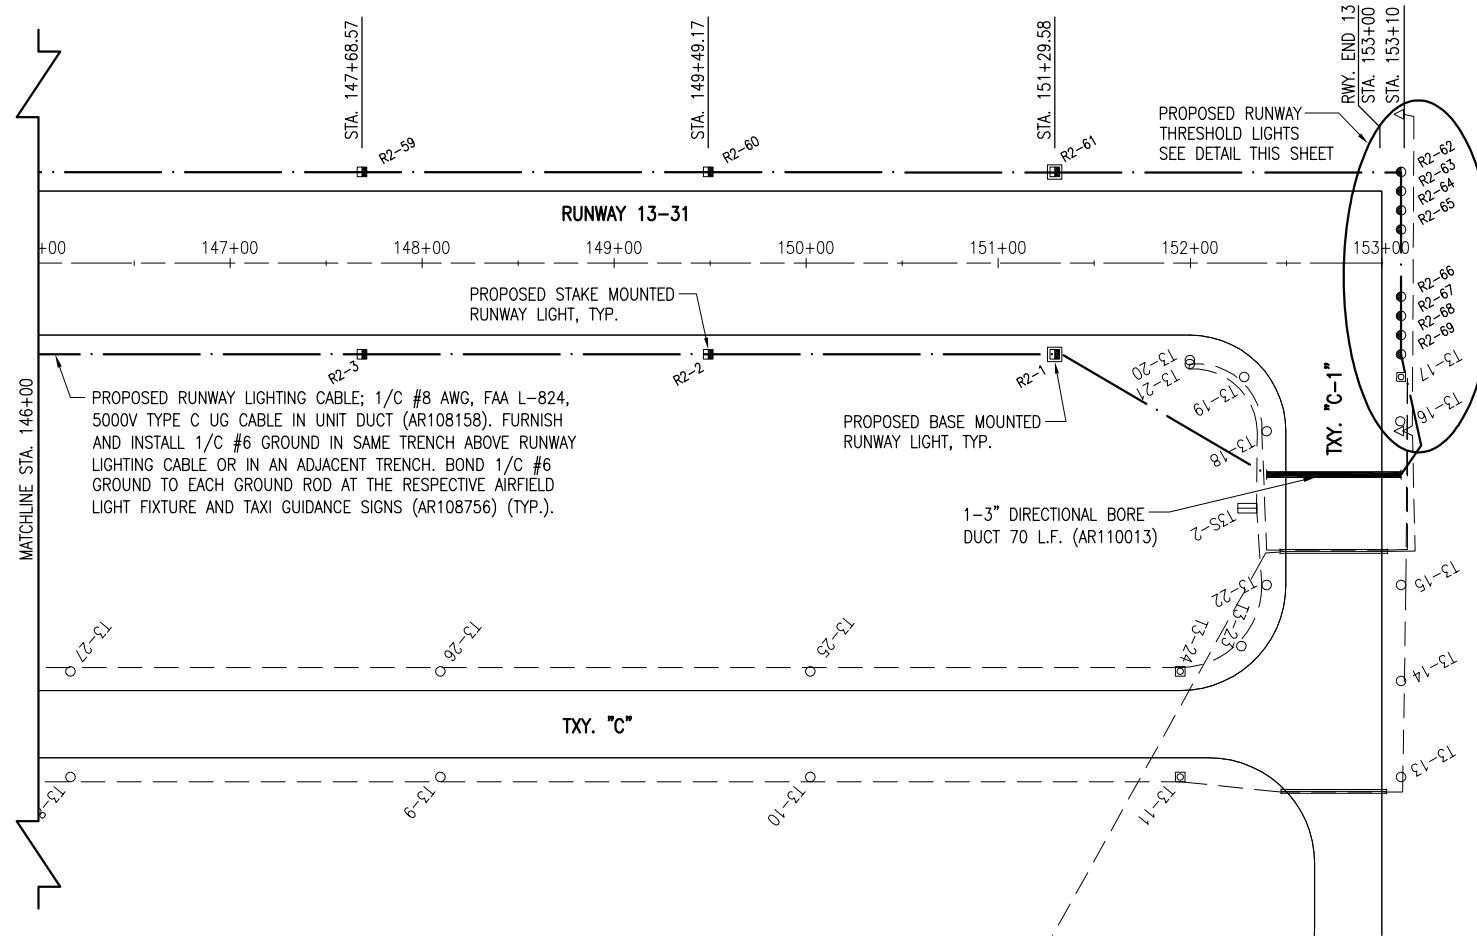 STA. 147+68.57
STA. 149+49.17
STA. 151+29.58
RWY. END 13
STA. 153+00
STA. 153+10
PROPOSED RUNWAY
THRESHOLD LIGHTS
SEE DETAIL THIS SHEET
R2-59
R2-60
R2-61
R2-62
R2-63
R2-64
R2-65
RUNWAY 13-31
+00
147+00
148+00
149+00
150+00
151+00
152+00
153+00
R2-66
R2-67
R2-68
R2-69
PROPOSED STAKE MOUNTED
RUNWAY LIGHT, TYP.
R2-3
R2-2
R2-1
T3-20
T3-21
T3-19
T3-18
T3-17
T3-16
TXY. "C-1"
MATCHLINE STA. 146+00
PROPOSED RUNWAY LIGHTING CABLE; 1/C #8 AWG, FAA L-824,
5000V TYPE C UG CABLE IN UNIT DUCT (AR108158). FURNISH
AND INSTALL 1/C #6 GROUND IN SAME TRENCH ABOVE RUNWAY
LIGHTING CABLE OR IN AN ADJACENT TRENCH. BOND 1/C #6
GROUND TO EACH GROUND ROD AT THE RESPECTIVE AIRFIELD
LIGHT FIXTURE AND TAXI GUIDANCE SIGNS (AR108756) (TYP.).
PROPOSED BASE MOUNTED
RUNWAY LIGHT, TYP.
1-3" DIRECTIONAL BORE
DUCT 70 L.F. (AR110013)
T3S-2
T3-22
T3-23
T3-24
T3-15
T3-14
T3-13
T3-27
T3-26
T3-25
TXY. "C"
T3-8
T3-9
T3-10
T3-11